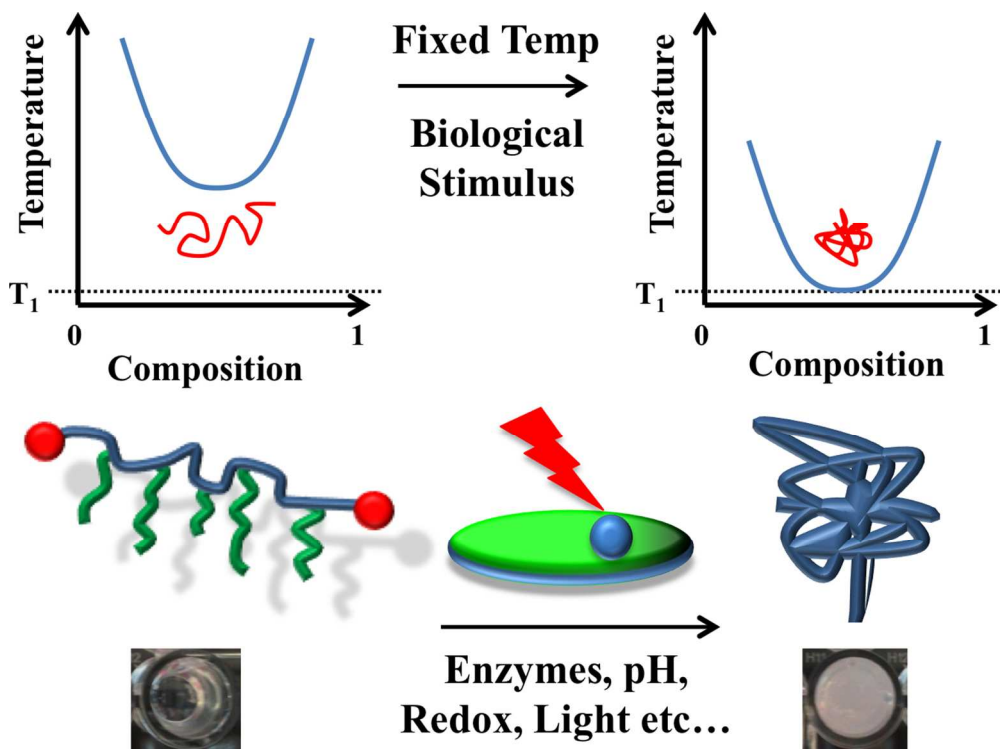 Temperature
T1
0
1
Composition
Fixed Temp
Biological
Stimulus
Temperature
T1
0
1
Composition
Enzymes, pH,
Redox, Light etc…